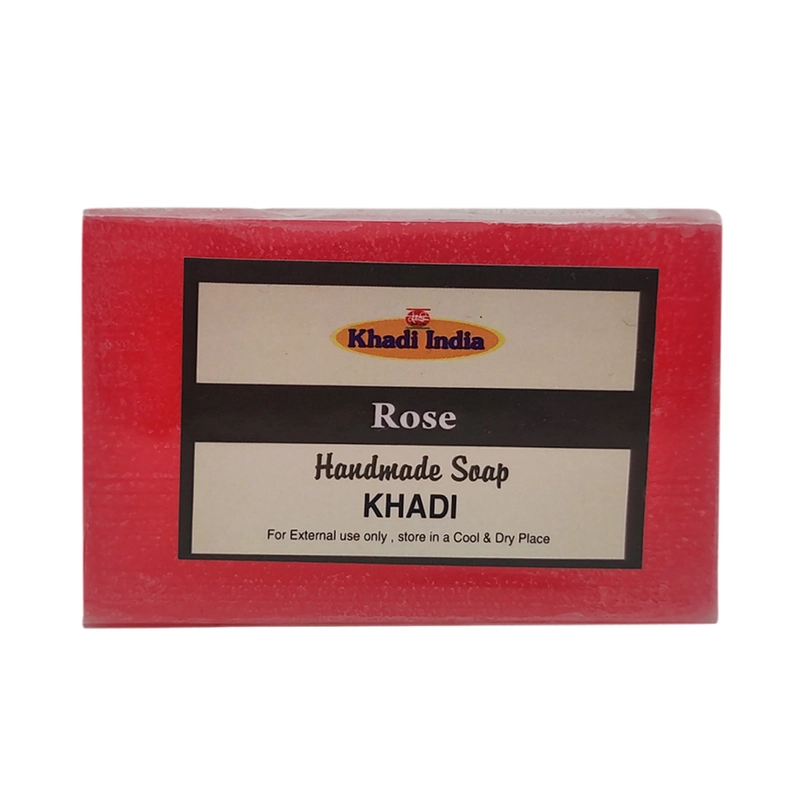 Khadi India
Rose
Handmade Soap
KHADI
For External use only , store in a Cool & Dry Place